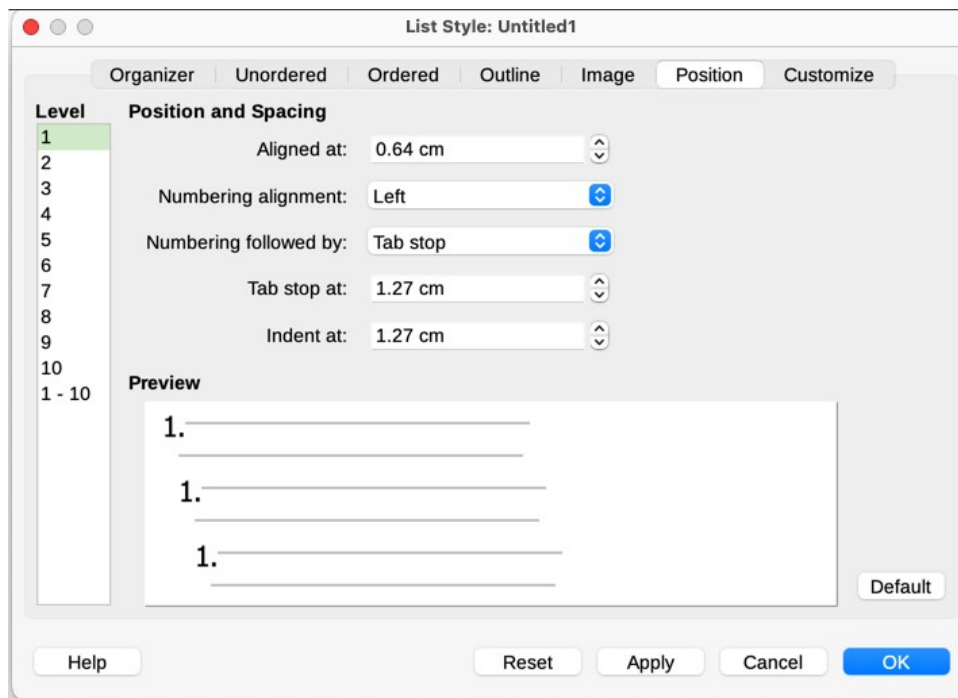 List Style: Untitled1
Organizer Unordered Ordered Outline Image Position Customize
Level
1
2
3
4
5
6
7
8
9
10
1 - 10
Position and Spacing
Aligned at: 0.64 cm
Numbering alignment: Left
Numbering followed by: Tab stop
Tab stop at: 1.27 cm
Indent at: 1.27 cm
Preview
1.
1.
1.
Default
Help Reset Apply Cancel OK